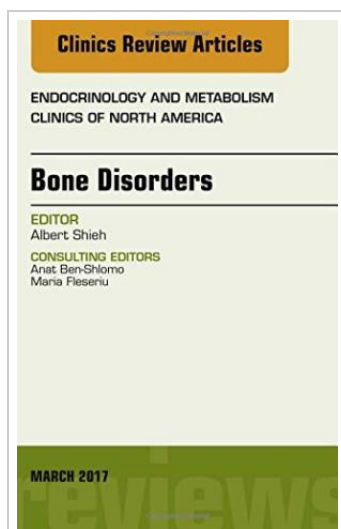 Clinics Review Articles
ENDOCRINOLOGY AND METABOLISM
CLINICS OF NORTH AMERICA
Bone Disorders
EDITOR
Albert Shieh
CONSULTING EDITORS
Anat Ben-Shlomo
Maria Fleseriu
MARCH 2017
reviews